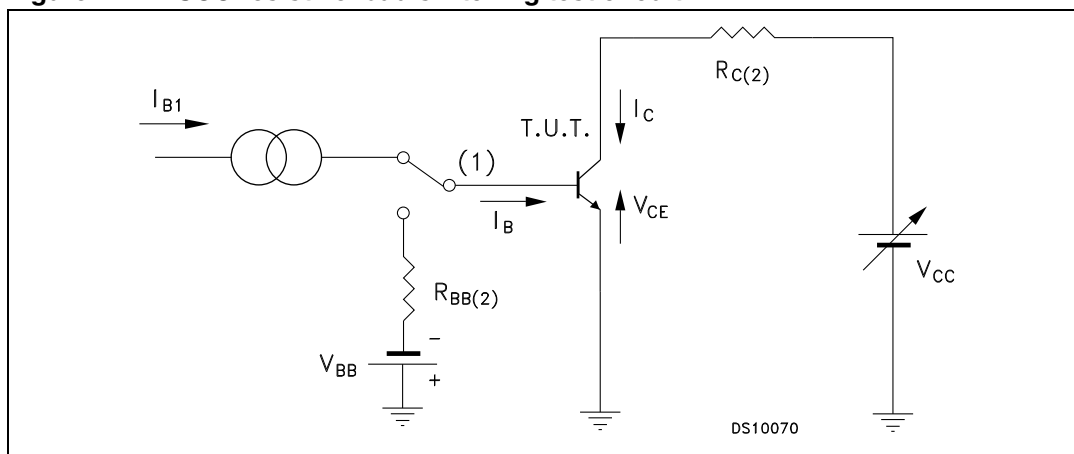 R_C(2)
I_B1
I_C
T.U.T.
(1)
V_CE
I_B
V_CC
R_BB(2)
-
V_BB
+
DS10070